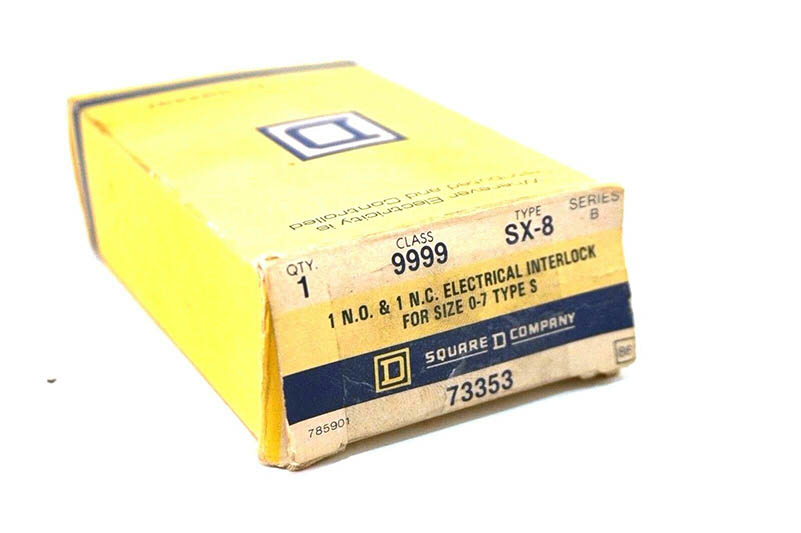 Wherever Electricity is
Distributed and Controlled
QTY. CLASS TYPE SERIES
1 9999 SX-8 B
1 N.O. & 1 N.C. ELECTRICAL INTERLOCK
FOR SIZE 0-7 TYPE S
D SQUARE D COMPANY
73353
785901